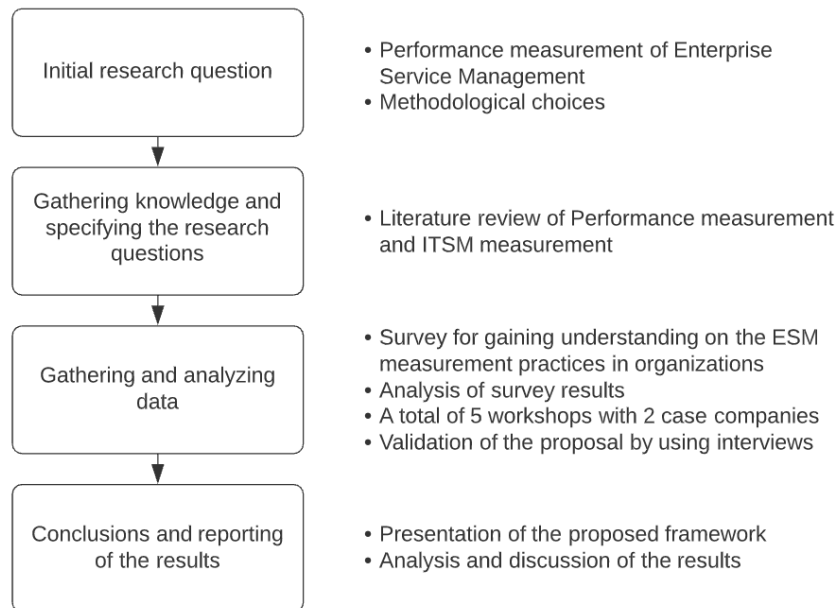 Initial research question
• Performance measurement of Enterprise
Service Management
• Methodological choices
Gathering knowledge and
specifying the research
questions
• Literature review of Performance measurement
and ITSM measurement
Gathering and analyzing
data
• Survey for gaining understanding on the ESM
measurement practices in organizations
• Analysis of survey results
• A total of 5 workshops with 2 case companies
• Validation of the proposal by using interviews
Conclusions and reporting
of the results
• Presentation of the proposed framework
• Analysis and discussion of the results